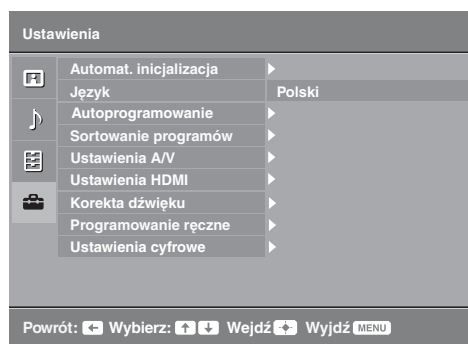 Ustawienia
Automat. inicjalizacja
Język Polski
Autoprogramowanie
Sortowanie programów
Ustawienia A/V
Ustawienia HDMI
Korekta dźwięku
Programowanie ręczne
Ustawienia cyfrowe
Powrót: Wybierz: Wejdź Wyjdź MENU